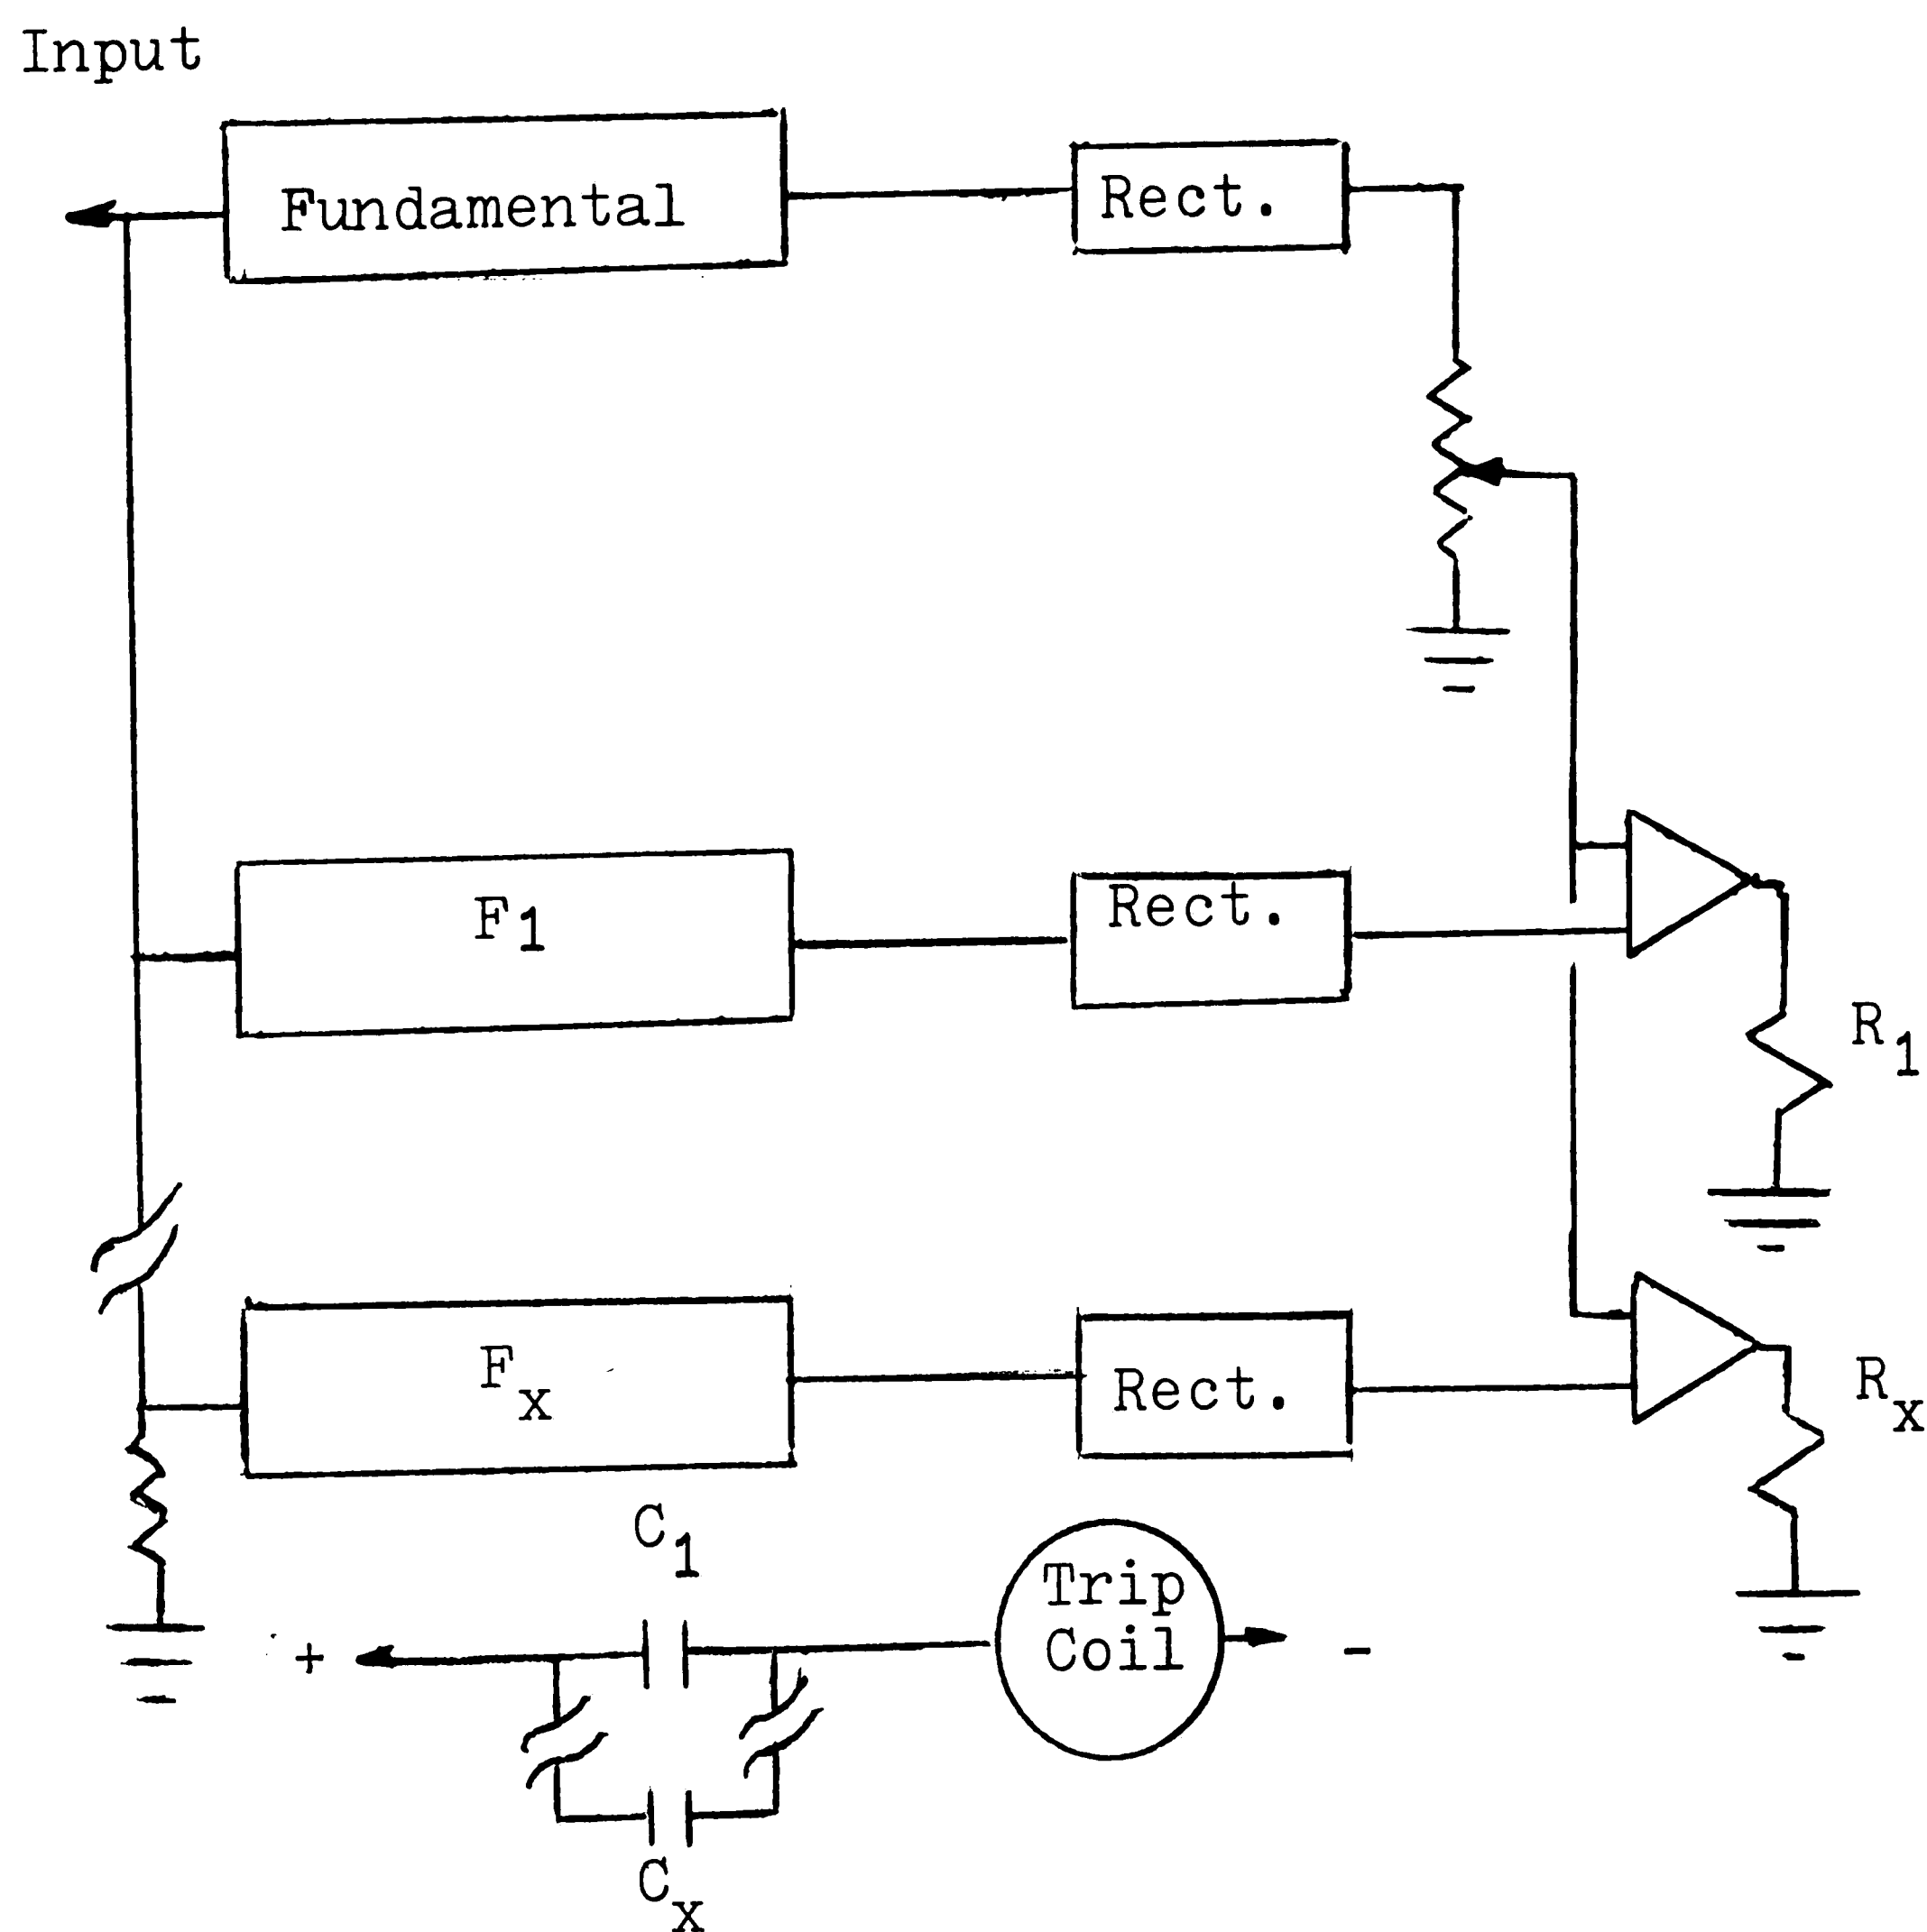 Input
Fundamental
Rect.
F1
Rect.
R1
Fx
Rect.
Rx
C1
Trip
Coil
+
-
Cx